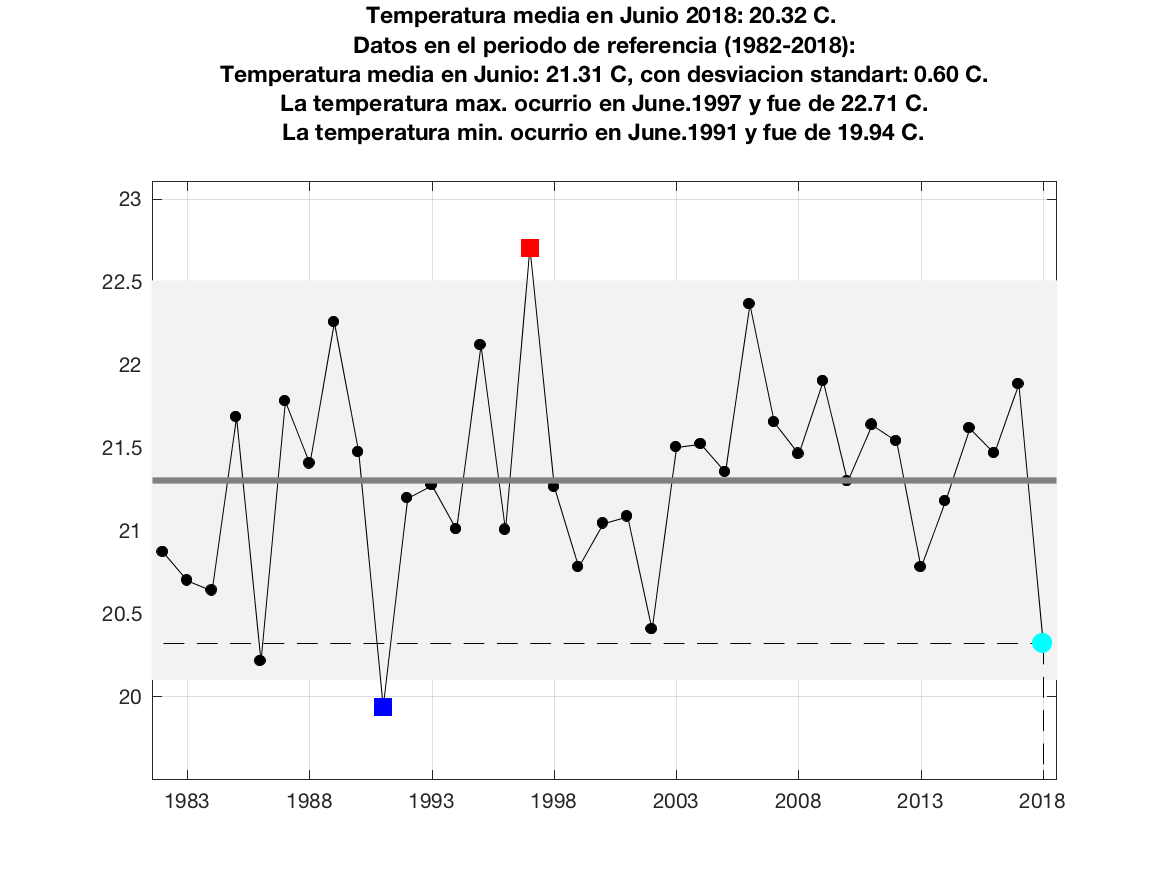 Temperatura media en Junio 2018: 20.32 C.
Datos en el periodo de referencia (1982-2018):
Temperatura media en Junio: 21.31 C, con desviacion standart: 0.60 C.
La temperatura max. ocurrio en June.1997 y fue de 22.71 C.
La temperatura min. ocurrio en June.1991 y fue de 19.94 C.
23
22.5
22
21.5
21
20.5
20
1983 1988 1993 1998 2003 2008 2013 2018